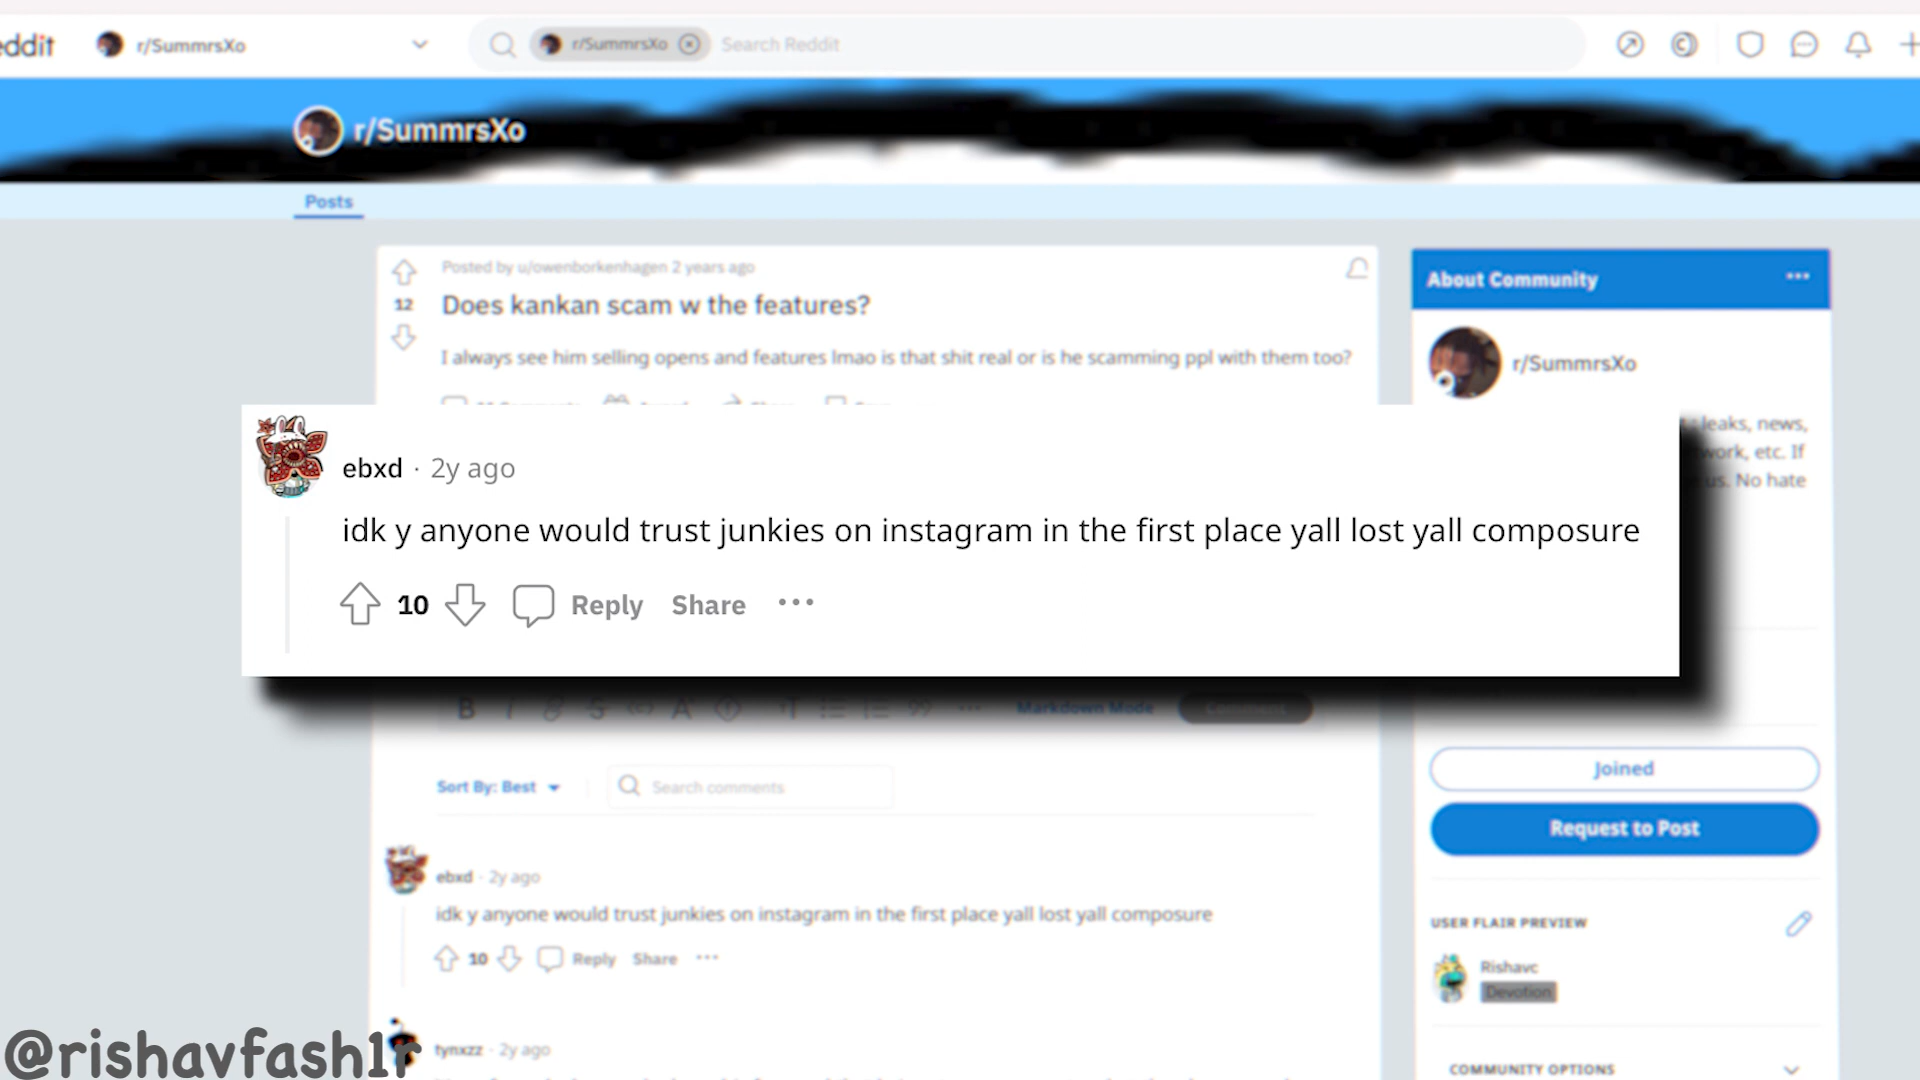 eddit
r/SummrsXo
r/SummrsXo
Search Reddit
r/SummrsXo
Posts
Posted by u/owenborkenhagen 2 years ago
12
Does kankan scam w the features?
I always see him selling opens and features lmao is that shit real or is he scamming ppl with them too?
About Community
r/SummrsXo
leaks, news,
work, etc. If
us. No hate
ebxd · 2y ago
idk y anyone would trust junkies on instagram in the first place yall lost yall composure
10
Reply
Share
Markdown Mode
Comment
Sort By: Best
Search comments
Joined
Request to Post
ebxd · 2y ago
idk y anyone would trust junkies on instagram in the first place yall lost yall composure
10
Reply
Share
USER FLAIR PREVIEW
Rishavc
Devotion
tynxzz · 2y ago
COMMUNITY OPTIONS
@rishavfash1r